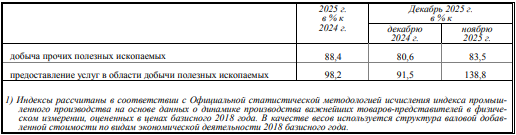 2025 г.
в % к
2024 г.
Декабрь 2025 г.
в % к
декабрю
2024 г.
ноябрю
2025 г.
добыча прочих полезных ископаемых 88,4 80,6 83,5
предоставление услуг в области добычи полезных ископаемых 98,2 91,5 138,8
1) Индексы рассчитаны в соответствии с Официальной статистической методологией исчисления индекса промыш-
ленного производства на основе данных о динамике производства важнейших товаров-представителей в физиче-
ском измерении, оцененных в ценах базисного 2018 года. В качестве весов используется структура валовой добав-
ленной стоимости по видам экономической деятельности 2018 базисного года.